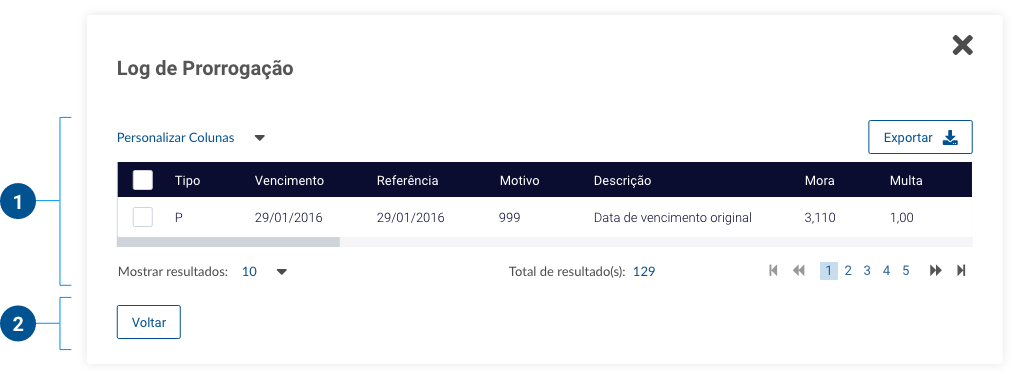 Log de Prorrogação
Personalizar Colunas Exportar
Tipo Vencimento Referência Motivo Descrição Mora Multa
1
P 29/01/2016 29/01/2016 999 Data de vencimento original 3,110 1,00
Mostrar resultados: 10 Total de resultado(s): 129 1 2 3 4 5
2 Voltar